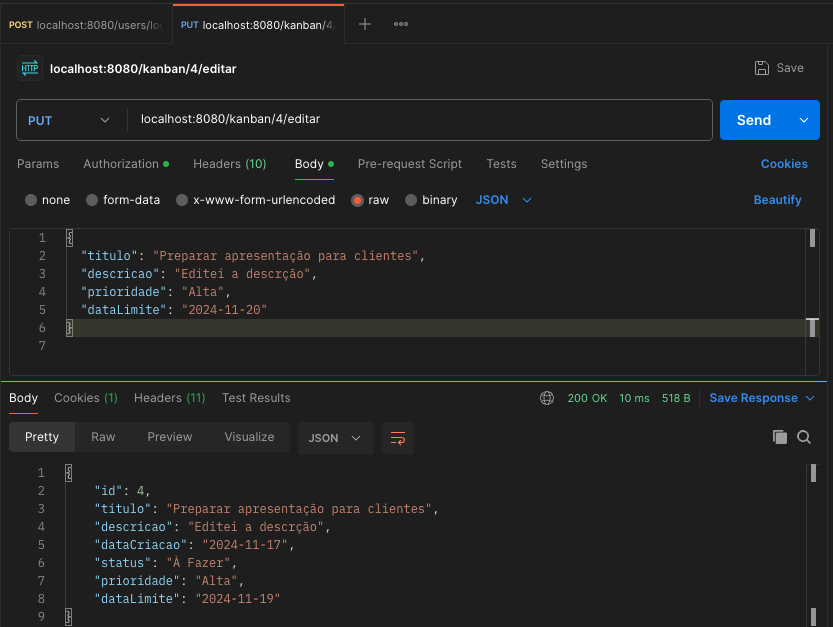 POST localhost:8080/users/lo
PUT localhost:8080/kanban/4
HTTP localhost:8080/kanban/4/editar
Save
PUT
localhost:8080/kanban/4/editar
Send
Params Authorization Headers (10) Body Pre-request Script Tests Settings Cookies
none form-data x-www-form-urlencoded raw binary JSON Beautify
1 {
2 "titulo": "Preparar apresentação para clientes",
3 "descricao": "Editei a descrção",
4 "prioridade": "Alta",
5 "dataLimite": "2024-11-20"
6 }
7
Body Cookies (1) Headers (11) Test Results 200 OK 10 ms 518 B Save Response
Pretty Raw Preview Visualize JSON
1 {
2 "id": 4,
3 "titulo": "Preparar apresentação para clientes",
4 "descricao": "Editei a descrção",
5 "dataCriacao": "2024-11-17",
6 "status": "À Fazer",
7 "prioridade": "Alta",
8 "dataLimite": "2024-11-19"
9 }